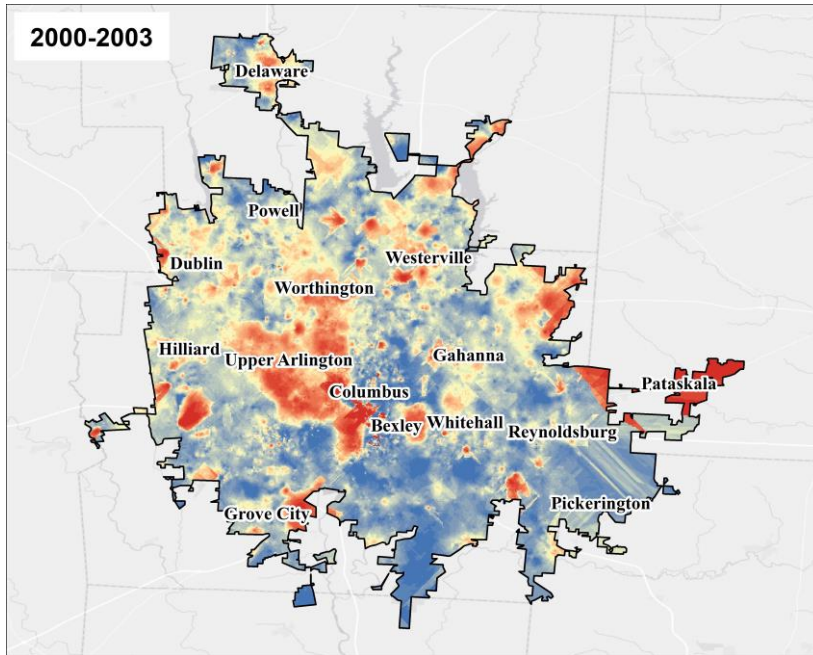 2000-2003
Delaware
Powell
Dublin
Westerville
Worthington
Hilliard
Upper Arlington
Gahanna
Pataskala
Columbus
Bexley
Whitehall
Reynoldsburg
Pickerington
Grove City